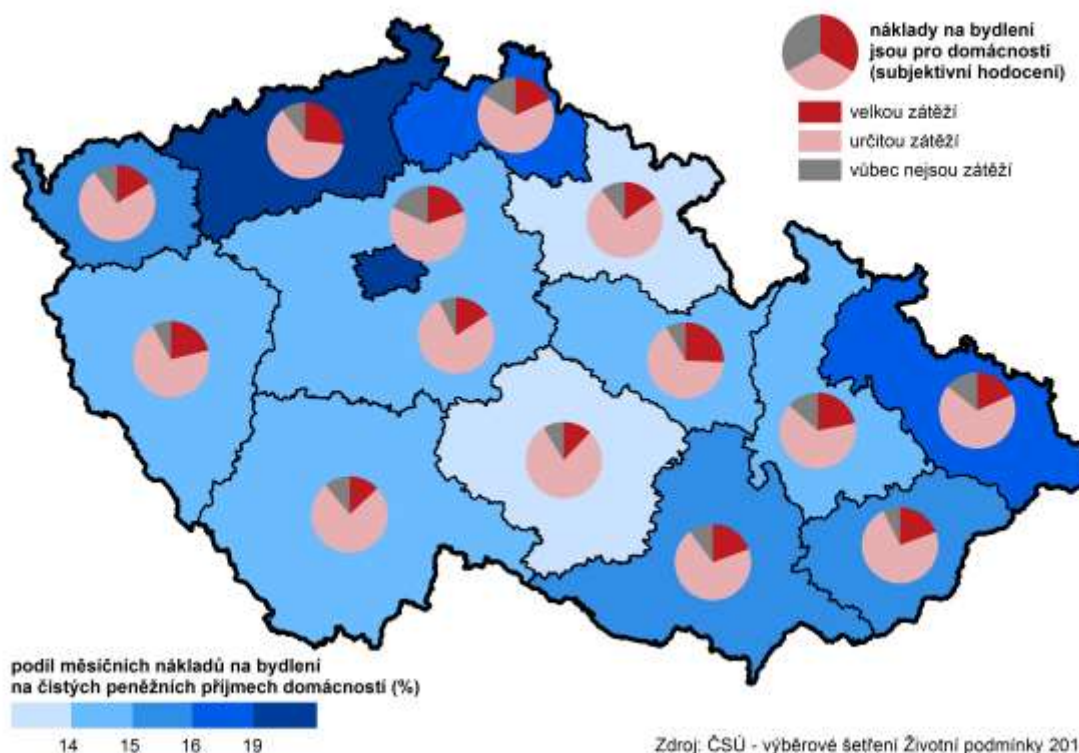 náklady na bydlení
jsou pro domácnosti
(subjektivní hodocení)
velkou zátěží
určitou zátěží
vůbec nejsou zátěží
podíl měsíčních nákladů na bydlení
na čistých peněžních příjmech domácností (%)
14 15 16 19
Zdroj: ČSÚ - výběrové šetření Životní podmínky 201